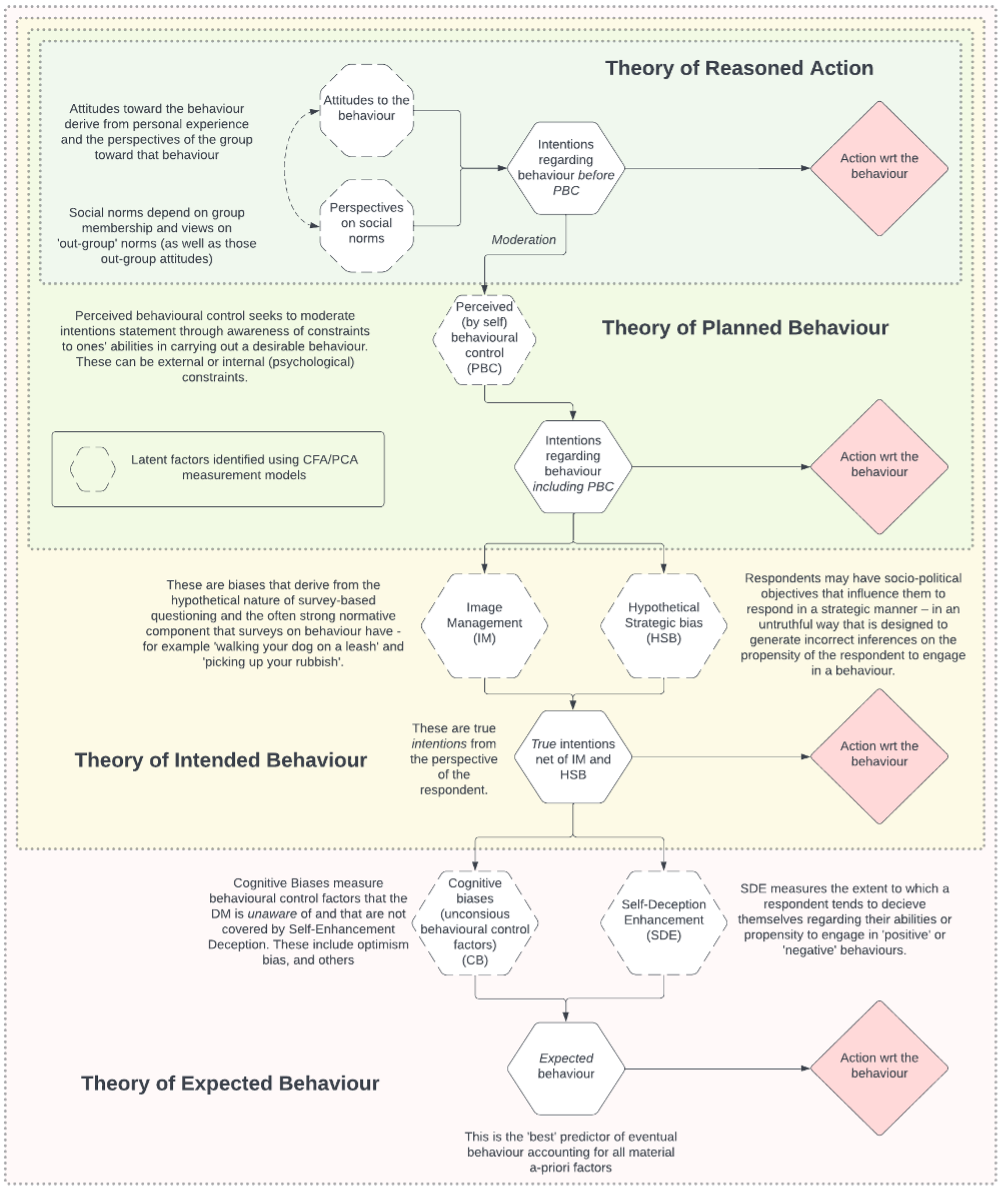 Theory of Reasoned Action
Attitudes toward the behaviour
derive from personal experience
and the perspectives of the group
toward that behaviour
Attitudes to the
behaviour
Intentions
regarding
behaviour before
PBC
Action wrt the
behaviour
Social norms depend on group
membership and views on
'out-group' norms (as well as those
out-group attitudes)
Perspectives
on social
norms
Moderation
Perceived behavioural control seeks to moderate
intentions statement through awareness of constraints
to ones' abilities in carrying out a desirable behaviour.
These can be external or internal (psychological)
constraints.
Perceived
(by self)
behavioural
control
(PBC)
Theory of Planned Behaviour
Latent factors identified using CFA/PCA
measurement models
Intentions
regarding
behaviour
including PBC
Action wrt the
behaviour
These are biases that derive from the
hypothetical nature of survey-based
questioning and the often strong normative
component that surveys on behaviour have -
for example 'walking your dog on a leash' and
'picking up your rubbish'.
Image
Management
(IM)
Hypothetical
Strategic bias
(HSB)
Respondents may have socio-political
objectives that influence them to
respond in a strategic manner – in an
untruthful way that is designed to
generate incorrect inferences on the
propensity of the respondent to engage
in a behaviour.
Theory of Intended Behaviour
These are true
intentions from
the perspective
of the
respondent.
True intentions
net of IM and
HSB
Action wrt the
behaviour
Cognitive Biases measure
behavioural control factors that the
DM is unaware of and that are not
covered by Self-Enhancement
Deception. These include optimism
bias, and others
Cognitive
biases
(unconsious
behavioural control
factors)
(CB)
Self-Deception
Enhancement
(SDE)
SDE measures the extent to which a
respondent tends to decieve
themselves regarding their abilities or
propensity to engage in 'positive' or
'negative' behaviours.
Theory of Expected Behaviour
Expected
behaviour
Action wrt the
behaviour
This is the 'best' predictor of eventual
behaviour accounting for all material
a-priori factors